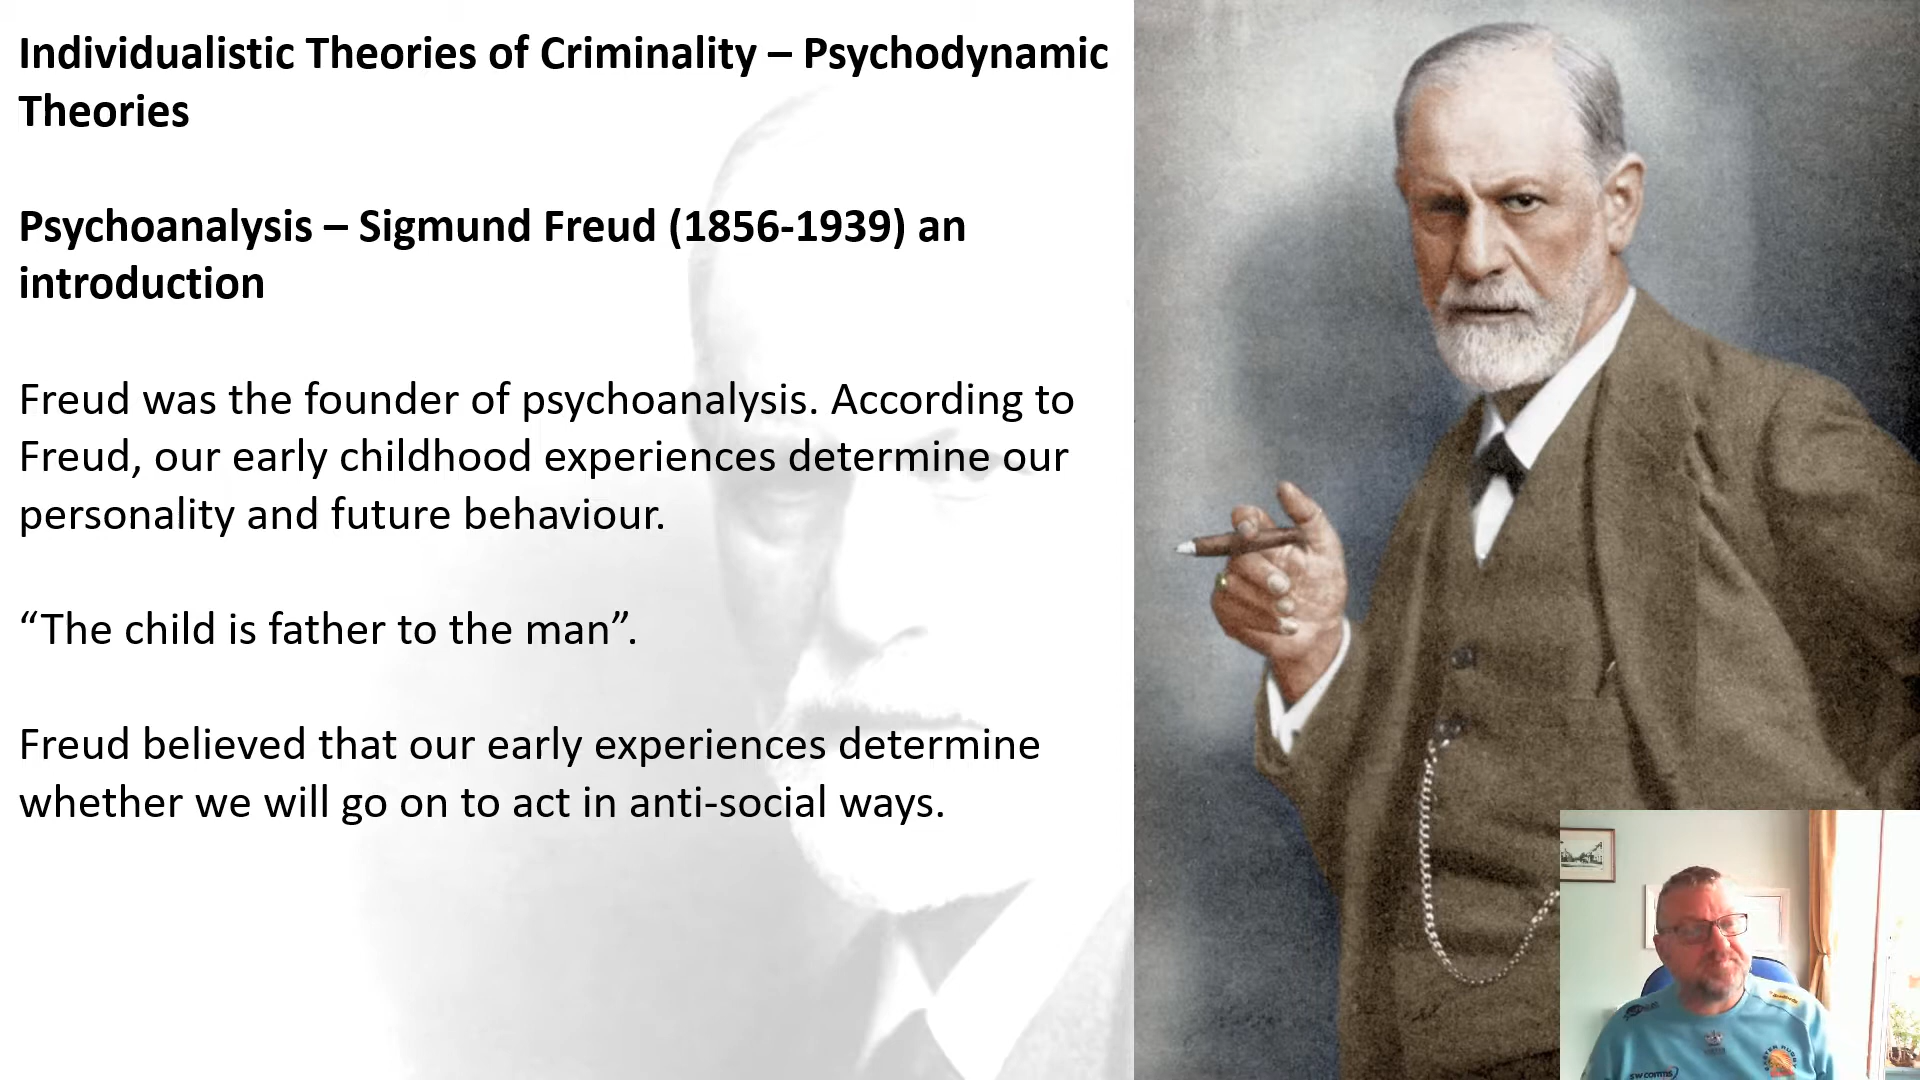 Individualistic Theories of Criminality – Psychodynamic
Theories
Psychoanalysis – Sigmund Freud (1856-1939) an
introduction
Freud was the founder of psychoanalysis. According to
Freud, our early childhood experiences determine our
personality and future behaviour.
“The child is father to the man”.
Freud believed that our early experiences determine
whether we will go on to act in anti-social ways.
sw comms